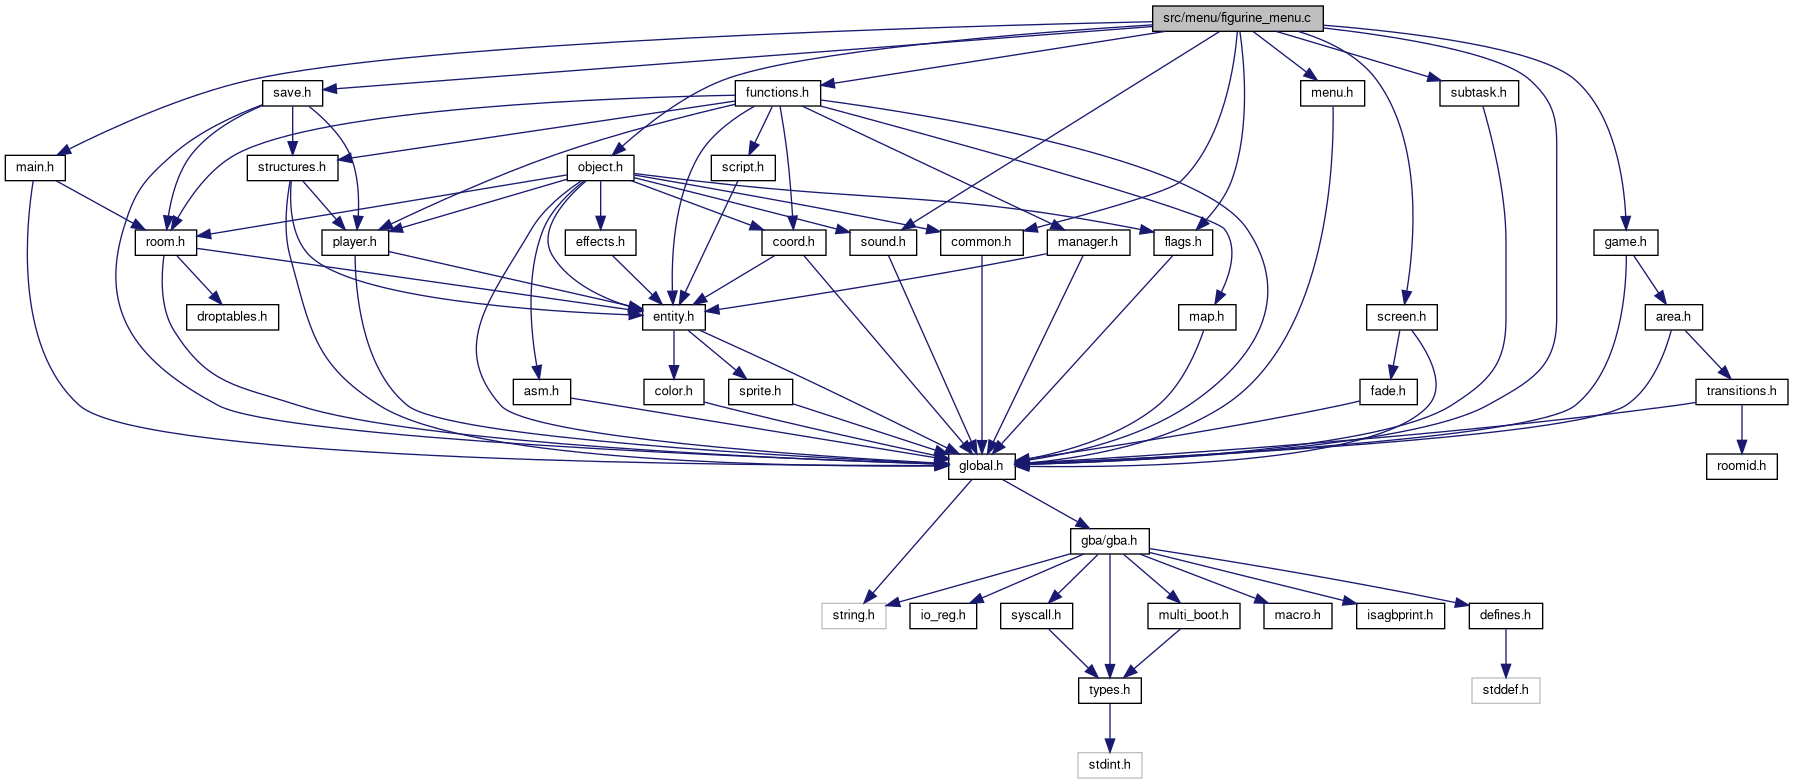 src/menu/figurine_menu.c
save.h
functions.h
menu.h
subtask.h
main.h
structures.h
object.h
script.h
room.h
player.h
effects.h
coord.h
sound.h
common.h
manager.h
flags.h
game.h
droptables.h
entity.h
map.h
screen.h
area.h
asm.h
color.h
sprite.h
fade.h
transitions.h
global.h
roomid.h
gba/gba.h
string.h
io_reg.h
syscall.h
multi_boot.h
macro.h
isagbprint.h
defines.h
types.h
stddef.h
stdint.h